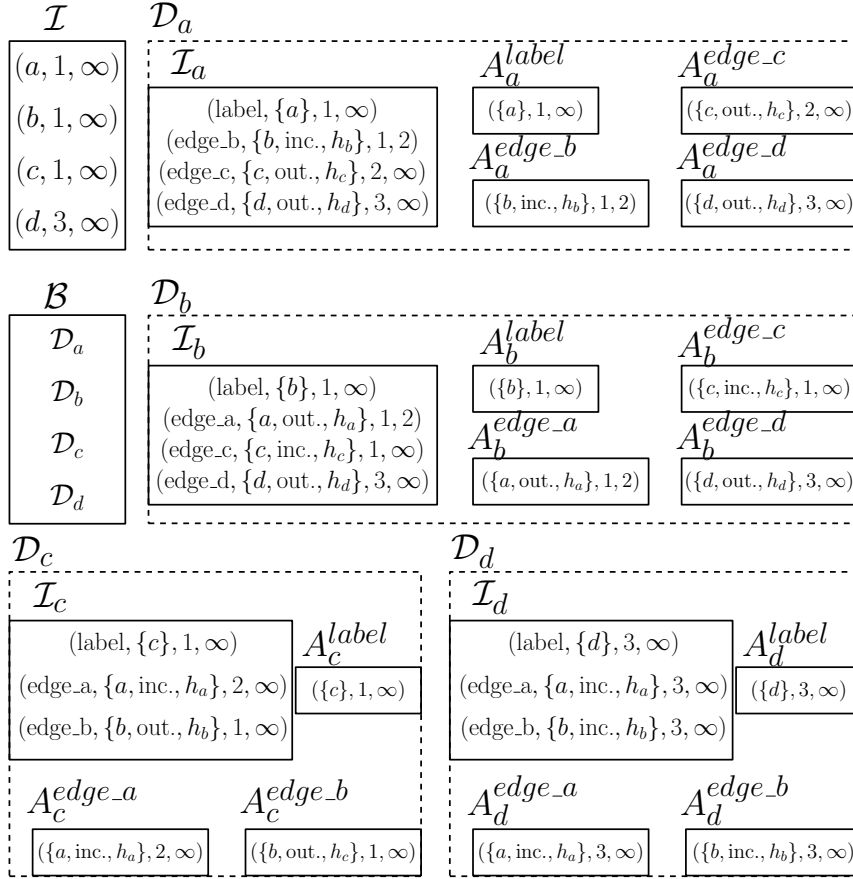 𝓘
(a, 1, ∞)
(b, 1, ∞)
(c, 1, ∞)
(d, 3, ∞)
𝓓_a
𝓘_a
(label, {a}, 1, ∞)
(edge_b, {b, inc., h_b}, 1, 2)
(edge_c, {c, out., h_c}, 2, ∞)
(edge_d, {d, out., h_d}, 3, ∞)
A_a^{label}
({a}, 1, ∞)
A_a^{edge_c}
({c, out., h_c}, 2, ∞)
A_a^{edge_b}
({b, inc., h_b}, 1, 2)
A_a^{edge_d}
({d, out., h_d}, 3, ∞)
𝓑
𝓓_a
𝓓_b
𝓓_c
𝓓_d
𝓓_b
𝓘_b
(label, {b}, 1, ∞)
(edge_a, {a, out., h_a}, 1, 2)
(edge_c, {c, inc., h_c}, 1, ∞)
(edge_d, {d, out., h_d}, 3, ∞)
A_b^{label}
({b}, 1, ∞)
A_b^{edge_c}
({c, inc., h_c}, 1, ∞)
A_b^{edge_a}
({a, out., h_a}, 1, 2)
A_b^{edge_d}
({d, out., h_d}, 3, ∞)
𝓓_c
𝓘_c
(label, {c}, 1, ∞)
(edge_a, {a, inc., h_a}, 2, ∞)
(edge_b, {b, out., h_b}, 1, ∞)
A_c^{label}
({c}, 1, ∞)
A_c^{edge_a}
({a, inc., h_a}, 2, ∞)
A_c^{edge_b}
({b, out., h_c}, 1, ∞)
𝓓_d
𝓘_d
(label, {d}, 3, ∞)
(edge_a, {a, inc., h_a}, 3, ∞)
(edge_b, {b, inc., h_b}, 3, ∞)
A_d^{label}
({d}, 3, ∞)
A_d^{edge_a}
({a, inc., h_a}, 3, ∞)
A_d^{edge_b}
({b, inc., h_b}, 3, ∞)